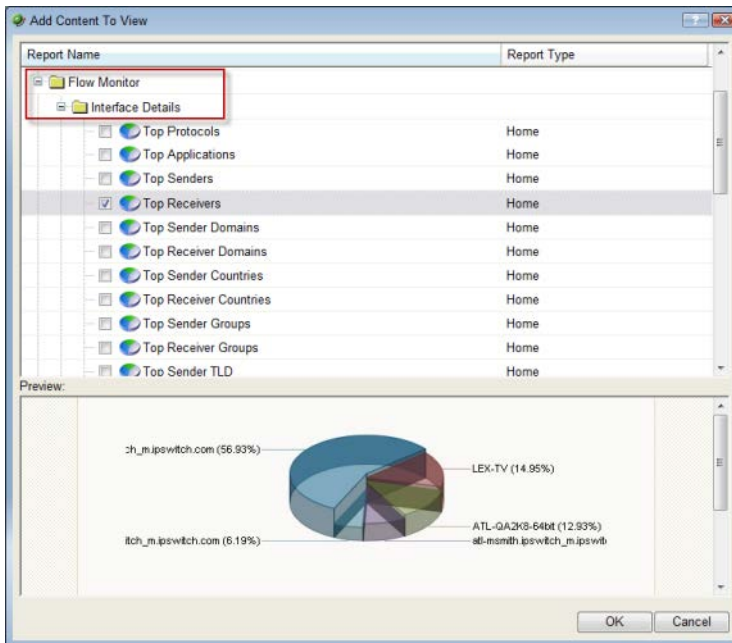 Add Content To View
Report Name Report Type
Flow Monitor
Interface Details
Top Protocols Home
Top Applications Home
Top Senders Home
Top Receivers Home
Top Sender Domains Home
Top Receiver Domains Home
Top Sender Countries Home
Top Receiver Countries Home
Top Sender Groups Home
Top Receiver Groups Home
Top Sender TLD Home
Preview:
ch_m.ipswitch.com (56.93%)
LEX-TV (14.95%)
ATL-QA2K8-64bit (12.93%)
itch_m.ipswitch.com (6.19%)
atl-msmith.ipswitch_m.ipswit
OK Cancel